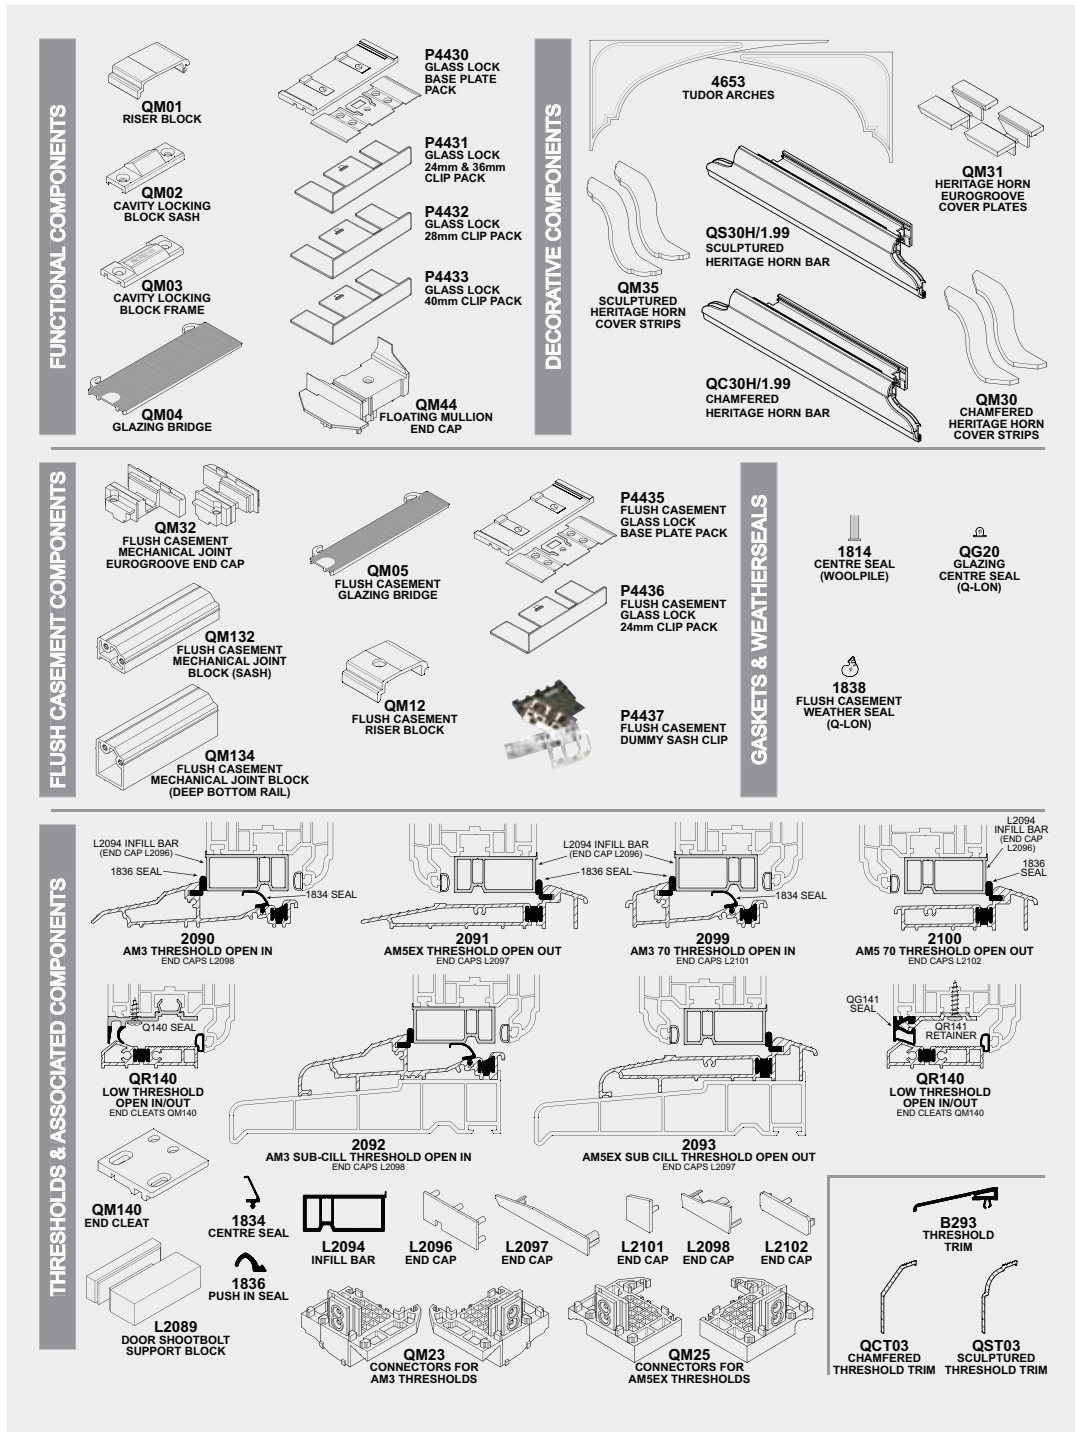 FUNCTIONAL COMPONENTS
QM01
RISER BLOCK
QM02
CAVITY LOCKING
BLOCK SASH
QM03
CAVITY LOCKING
BLOCK FRAME
QM04
GLAZING BRIDGE
P4430
GLASS LOCK
BASE PLATE
PACK
P4431
GLASS LOCK
24mm & 36mm
CLIP PACK
P4432
GLASS LOCK
28mm CLIP PACK
P4433
GLASS LOCK
40mm CLIP PACK
QM44
FLOATING MULLION
END CAP
DECORATIVE COMPONENTS
4653
TUDOR ARCHES
QM31
HERITAGE HORN
EUROGROOVE
COVER PLATES
QM35
SCULPTURED
HERITAGE HORN
COVER STRIPS
QS30H/1.99
SCULPTURED
HERITAGE HORN BAR
QC30H/1.99
CHAMFERED
HERITAGE HORN BAR
QM30
CHAMFERED
HERITAGE HORN
COVER STRIPS
FLUSH CASEMENT COMPONENTS
QM32
FLUSH CASEMENT
MECHANICAL JOINT
EUROGROOVE END CAP
QM132
FLUSH CASEMENT
MECHANICAL JOINT
BLOCK (SASH)
QM134
FLUSH CASEMENT
MECHANICAL JOINT BLOCK
(DEEP BOTTOM RAIL)
QM05
FLUSH CASEMENT
GLAZING BRIDGE
QM12
FLUSH CASEMENT
RISER BLOCK
P4435
FLUSH CASEMENT
GLASS LOCK
BASE PLATE PACK
P4436
FLUSH CASEMENT
GLASS LOCK
24mm CLIP PACK
P4437
FLUSH CASEMENT
DUMMY SASH CLIP
GASKETS & WEATHERSEALS
1814
CENTRE SEAL
(WOOLPILE)
QG20
GLAZING
CENTRE SEAL
(Q-LON)
1838
FLUSH CASEMENT
WEATHER SEAL
(Q-LON)
THRESHOLDS & ASSOCIATED COMPONENTS
L2094 INFILL BAR
(END CAP L2096)
1836 SEAL
1834 SEAL
2090
AM3 THRESHOLD OPEN IN
END CAPS L2098
2091
AM5EX THRESHOLD OPEN OUT
END CAPS L2097
L2094 INFILL BAR
(END CAP L2096)
1836 SEAL
1834 SEAL
2099
AM3 70 THRESHOLD OPEN IN
END CAPS L2101
L2094
INFILL BAR
(END CAP
L2096)
1836
SEAL
2100
AM5 70 THRESHOLD OPEN OUT
END CAPS L2102
Q140 SEAL
QR140
LOW THRESHOLD
OPEN IN/OUT
END CLEATS QM140
2092
AM3 SUB-CILL THRESHOLD OPEN IN
END CAPS L2098
2093
AM5EX SUB CILL THRESHOLD OPEN OUT
END CAPS L2097
QG141
SEAL
QR141
RETAINER
QR140
LOW THRESHOLD
OPEN IN/OUT
END CLEATS QM140
QM140
END CLEAT
1834
CENTRE SEAL
1836
PUSH IN SEAL
L2094
INFILL BAR
L2096
END CAP
L2097
END CAP
L2101
END CAP
L2098
END CAP
L2102
END CAP
L2089
DOOR SHOOTBOLT
SUPPORT BLOCK
QM23
CONNECTORS FOR
AM3 THRESHOLDS
QM25
CONNECTORS FOR
AM5EX THRESHOLDS
B293
THRESHOLD
TRIM
QCT03
CHAMFERED
THRESHOLD TRIM
QST03
SCULPTURED
THRESHOLD TRIM